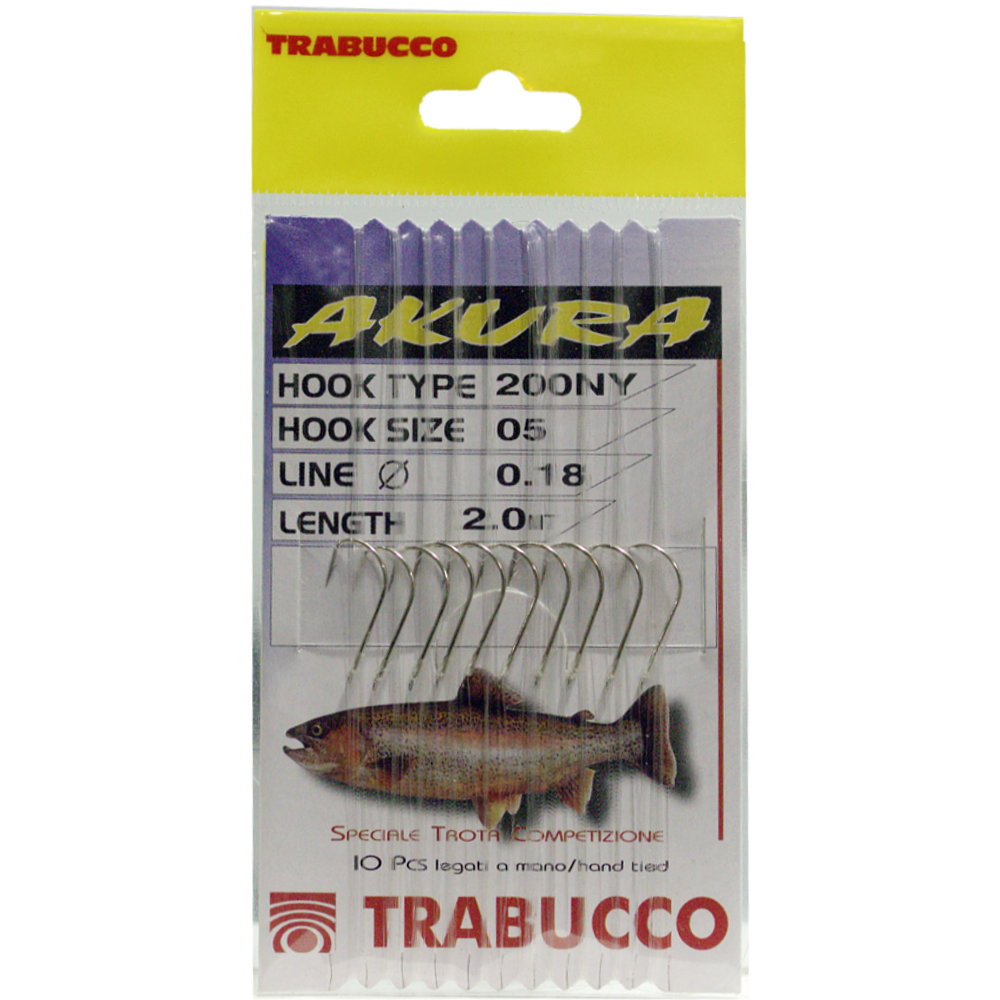 TRABUCCO
AKURA
HOOK TYPE 200NY
HOOK SIZE 05
LINE Ø 0.18
LENGTH 2.0MT
SPECIALE TROTA COMPETIZIONE
10 Pcs legati a mano/hand tied
TRABUCCO